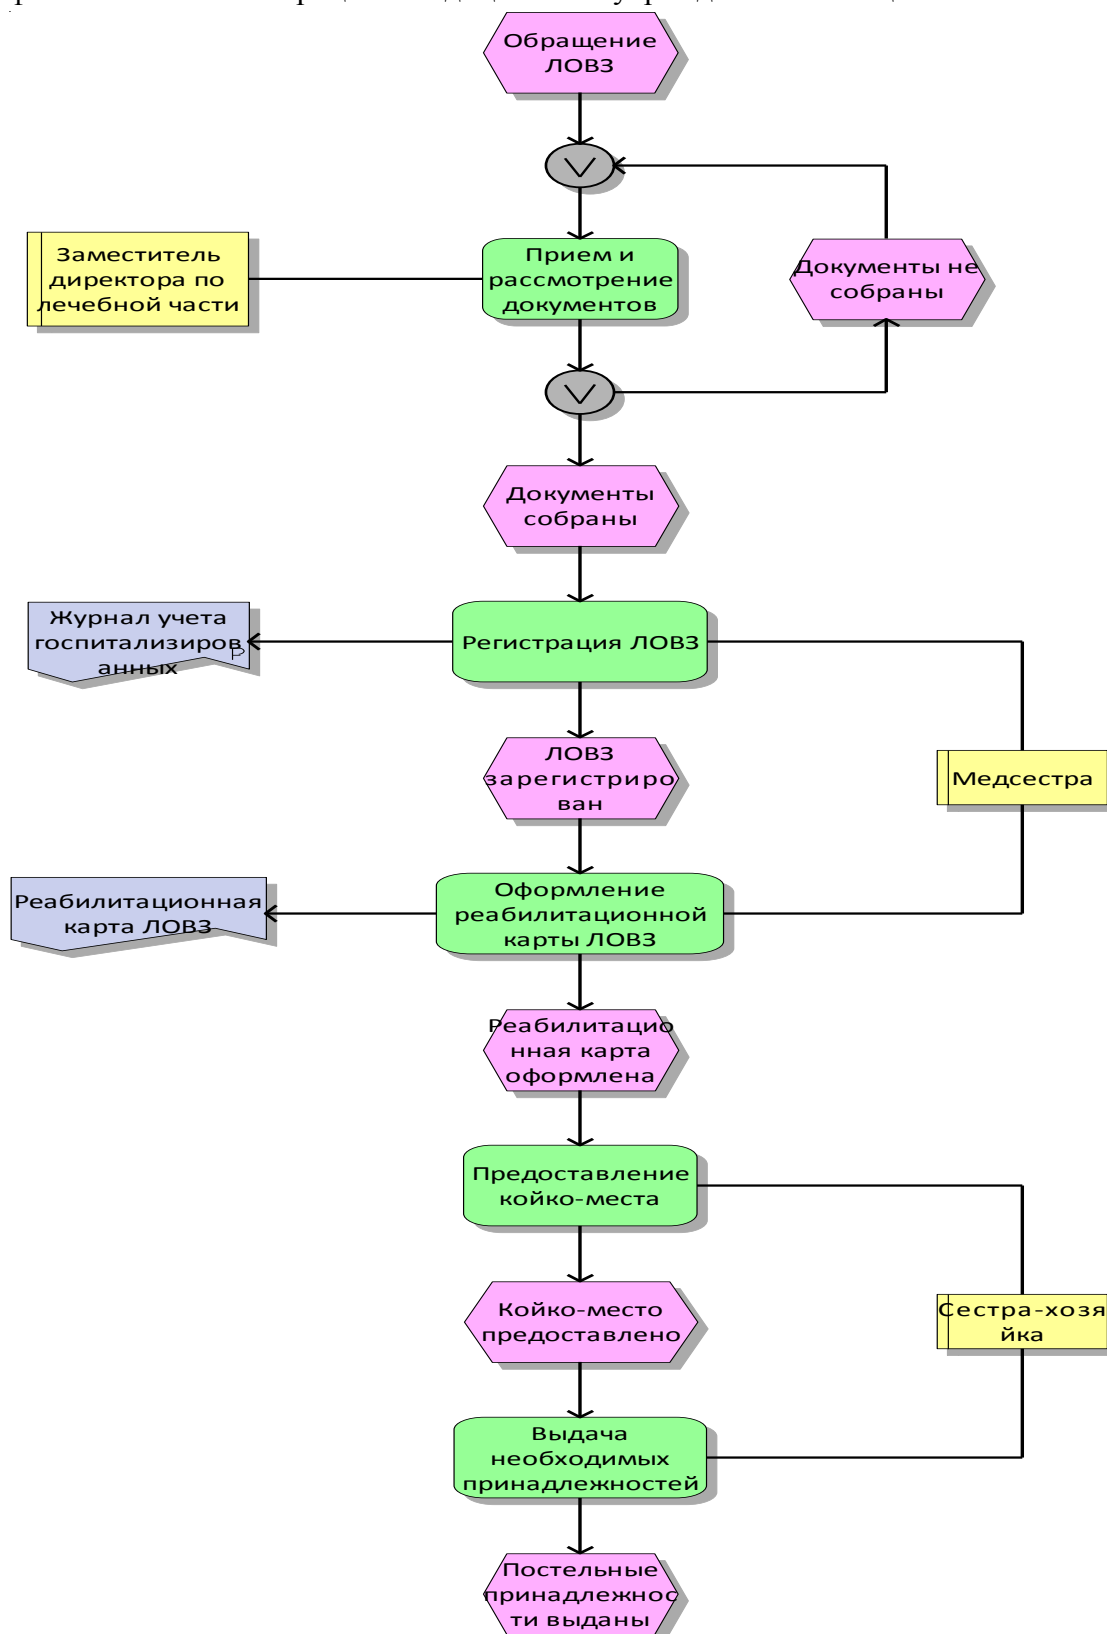 Обращение
ЛОВЗ
V
Заместитель
директора по
лечебной части
Прием и
рассмотрение
документов
Документы не
собраны
V
Документы
собраны
Журнал учета
госпитализиров
анных
Регистрация ЛОВЗ
ЛОВЗ
зарегистриро
ван
Медсестра
Реабилитационная
карта ЛОВЗ
Оформление
реабилитационной
карты ЛОВЗ
Реабилитацио
нная карта
оформлена
Предоставление
койко-места
Койко-место
предоставлено
Сестра-хозя
йка
Выдача
необходимых
принадлежностей
Постельные
принадлежнос
ти выданы